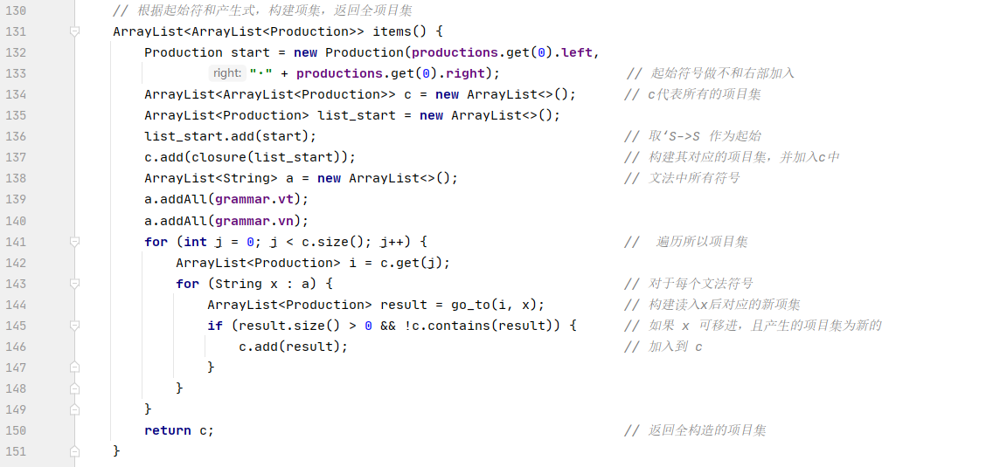 130 // 根据起始符和产生式，构建项集，返回全项目集
131 ArrayList<ArrayList<Production>> items() {
132 Production start = new Production(productions.get(0).left,
133 right: "·" + productions.get(0).right); // 起始符号做不和右部加入
134 ArrayList<ArrayList<Production>> c = new ArrayList<>(); // c代表所有的项目集
135 ArrayList<Production> list_start = new ArrayList<>();
136 list_start.add(start); // 取‘S->S 作为起始
137 c.add(closure(list_start)); // 构建其对应的项目集，并加入c中
138 ArrayList<String> a = new ArrayList<>(); // 文法中所有符号
139 a.addAll(grammar.vt);
140 a.addAll(grammar.vn);
141 for (int j = 0; j < c.size(); j++) { // 遍历所以项目集
142 ArrayList<Production> i = c.get(j);
143 for (String x : a) { // 对于每个文法符号
144 ArrayList<Production> result = go_to(i, x); // 构建读入x后对应的新项集
145 if (result.size() > 0 && !c.contains(result)) { // 如果 x 可移进，且产生的项目集为新的
146 c.add(result); // 加入到 c
147 }
148 }
149 }
150 return c; // 返回全构造的项目集
151 }